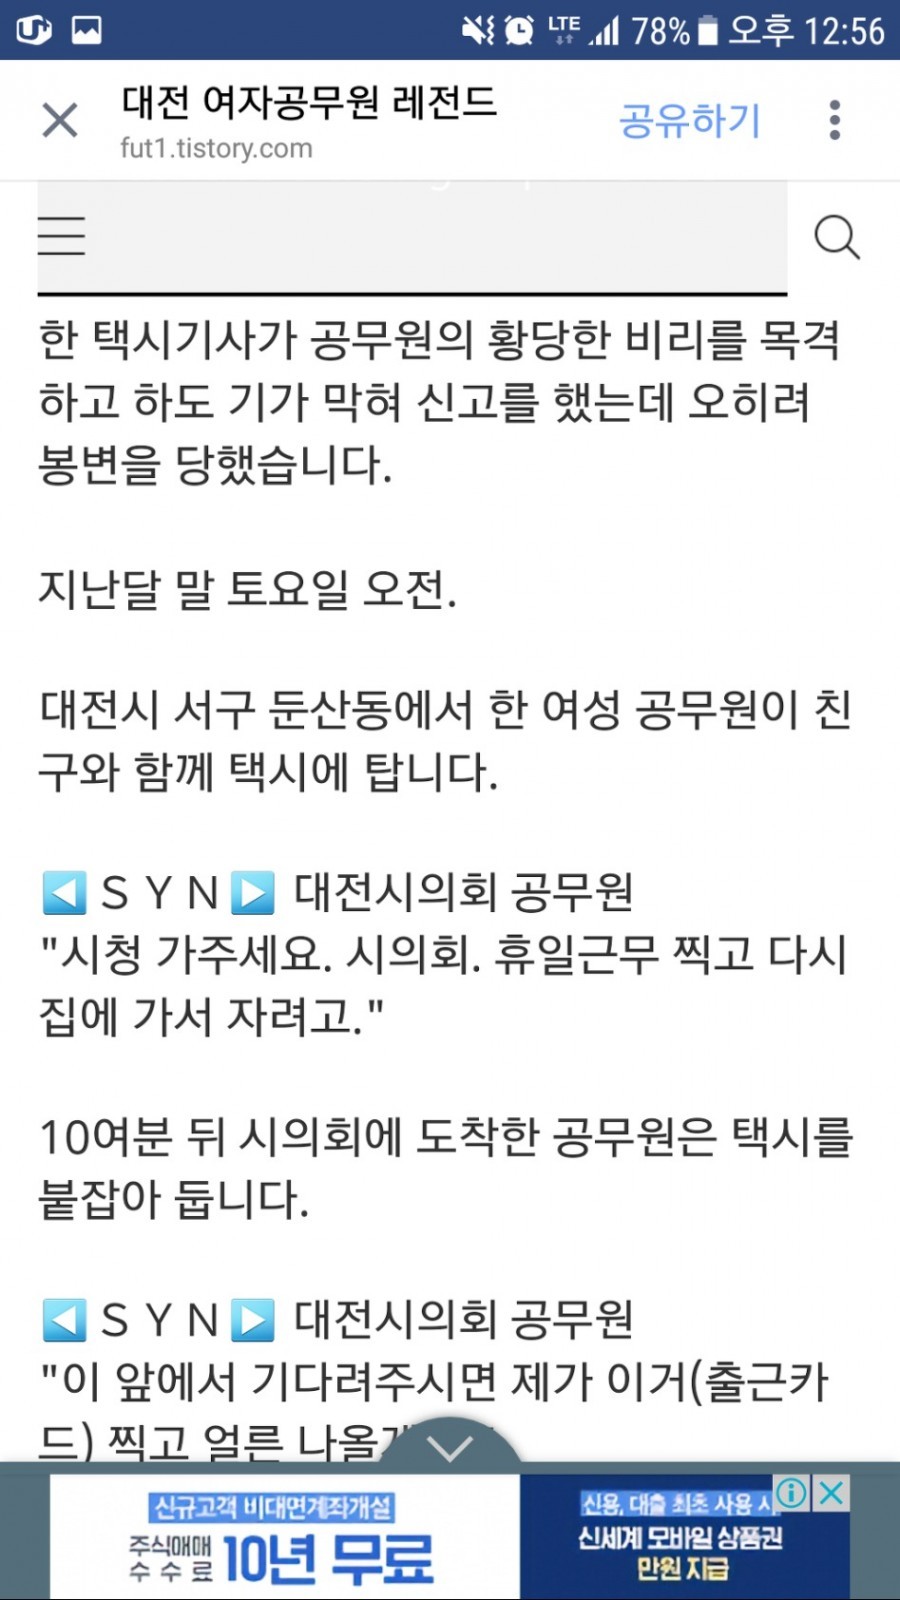 LTE 78% 오후 12:56
대전 여자공무원 레전드
공유하기
fut1.tistory.com
한 택시기사가 공무원의 황당한 비리를 목격
하고 하도 기가 막혀 신고를 했는데 오히려
봉변을 당했습니다.
지난달 말 토요일 오전.
대전시 서구 둔산동에서 한 여성 공무원이 친
구와 함께 택시에 탑니다.
◀ S Y N ▶ 대전시의회 공무원
"시청 가주세요. 시의회. 휴일근무 찍고 다시
집에 가서 자려고."
10여분 뒤 시의회에 도착한 공무원은 택시를
붙잡아 둡니다.
◀ S Y N ▶ 대전시의회 공무원
"이 앞에서 기다려주시면 제가 이거(출근카
드) 찍고 얼른
신규고객 비대면계좌개설
주식매매
수수료 10년 무료
신용, 대출 최초 사용
신세계 모바일 상품권
만원 지급